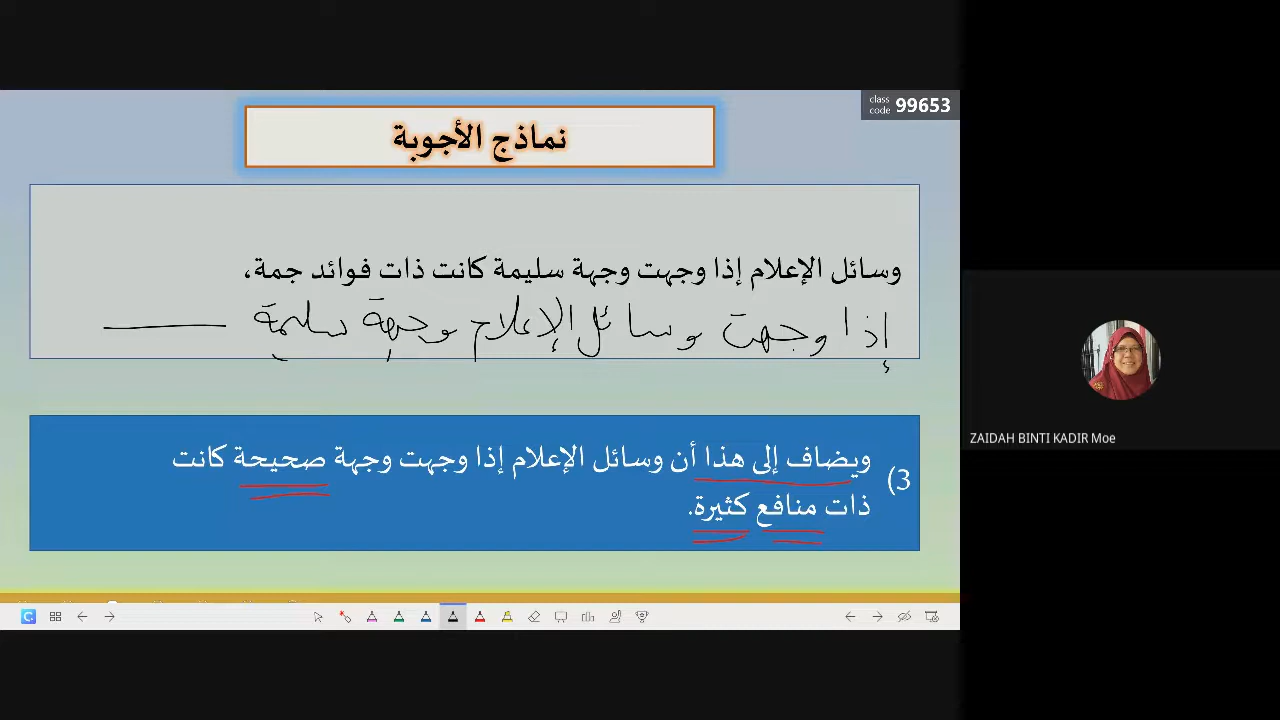 class
code 99653
نماذج الأجوبة
وسائل الإعلام إذا وجهت وجهة سليمة كانت ذات فوائد جمة،
إذا وجهت وسائل الإعلام وجهة سليمة
3) ويضاف إلى هذا أن وسائل الإعلام إذا وجهت وجهة صحيحة كانت
ذات منافع كثيرة.
ZAIDAH BINTI KADIR Moe